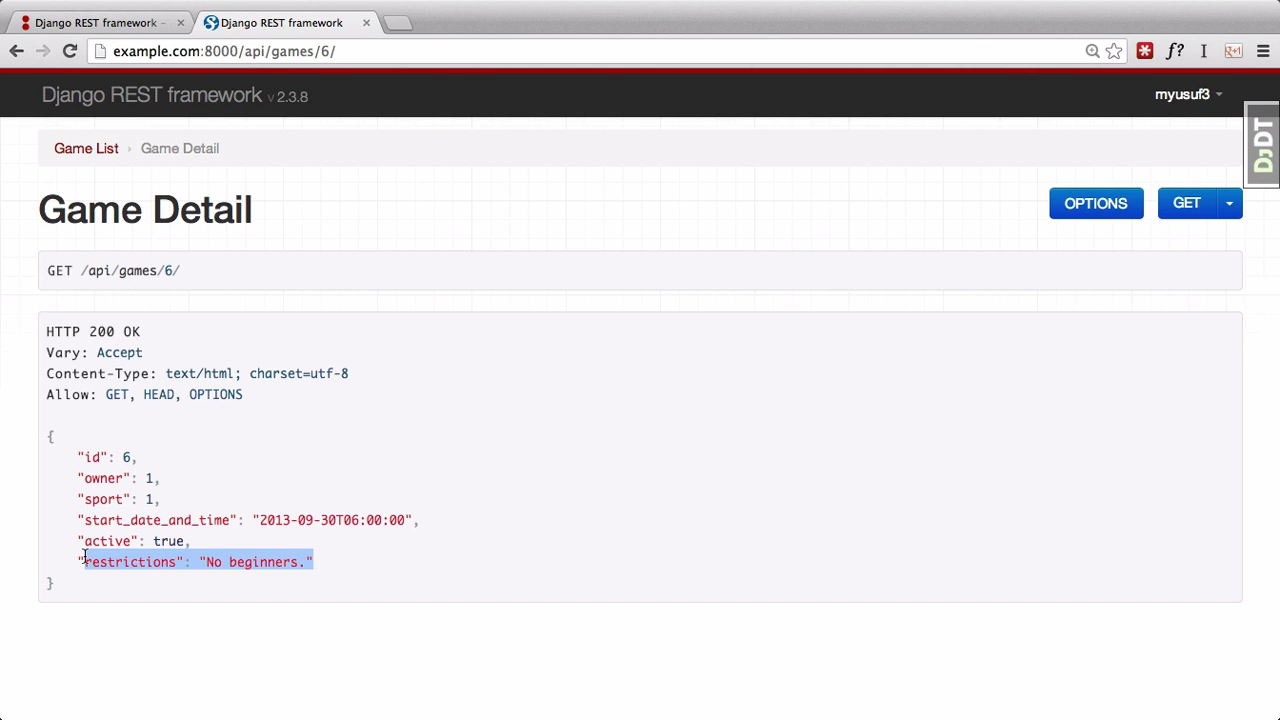 Django REST framework -
Django REST framework
example.com:8000/api/games/6/
f?
I
g+1
Django REST framework v 2.3.8
myusuf3
DJDT
Game List › Game Detail
Game Detail
OPTIONS
GET
GET /api/games/6/
HTTP 200 OK
Vary: Accept
Content-Type: text/html; charset=utf-8
Allow: GET, HEAD, OPTIONS
{
"id": 6,
"owner": 1,
"sport": 1,
"start_date_and_time": "2013-09-30T06:00:00",
"active": true,
"restrictions": "No beginners."
}